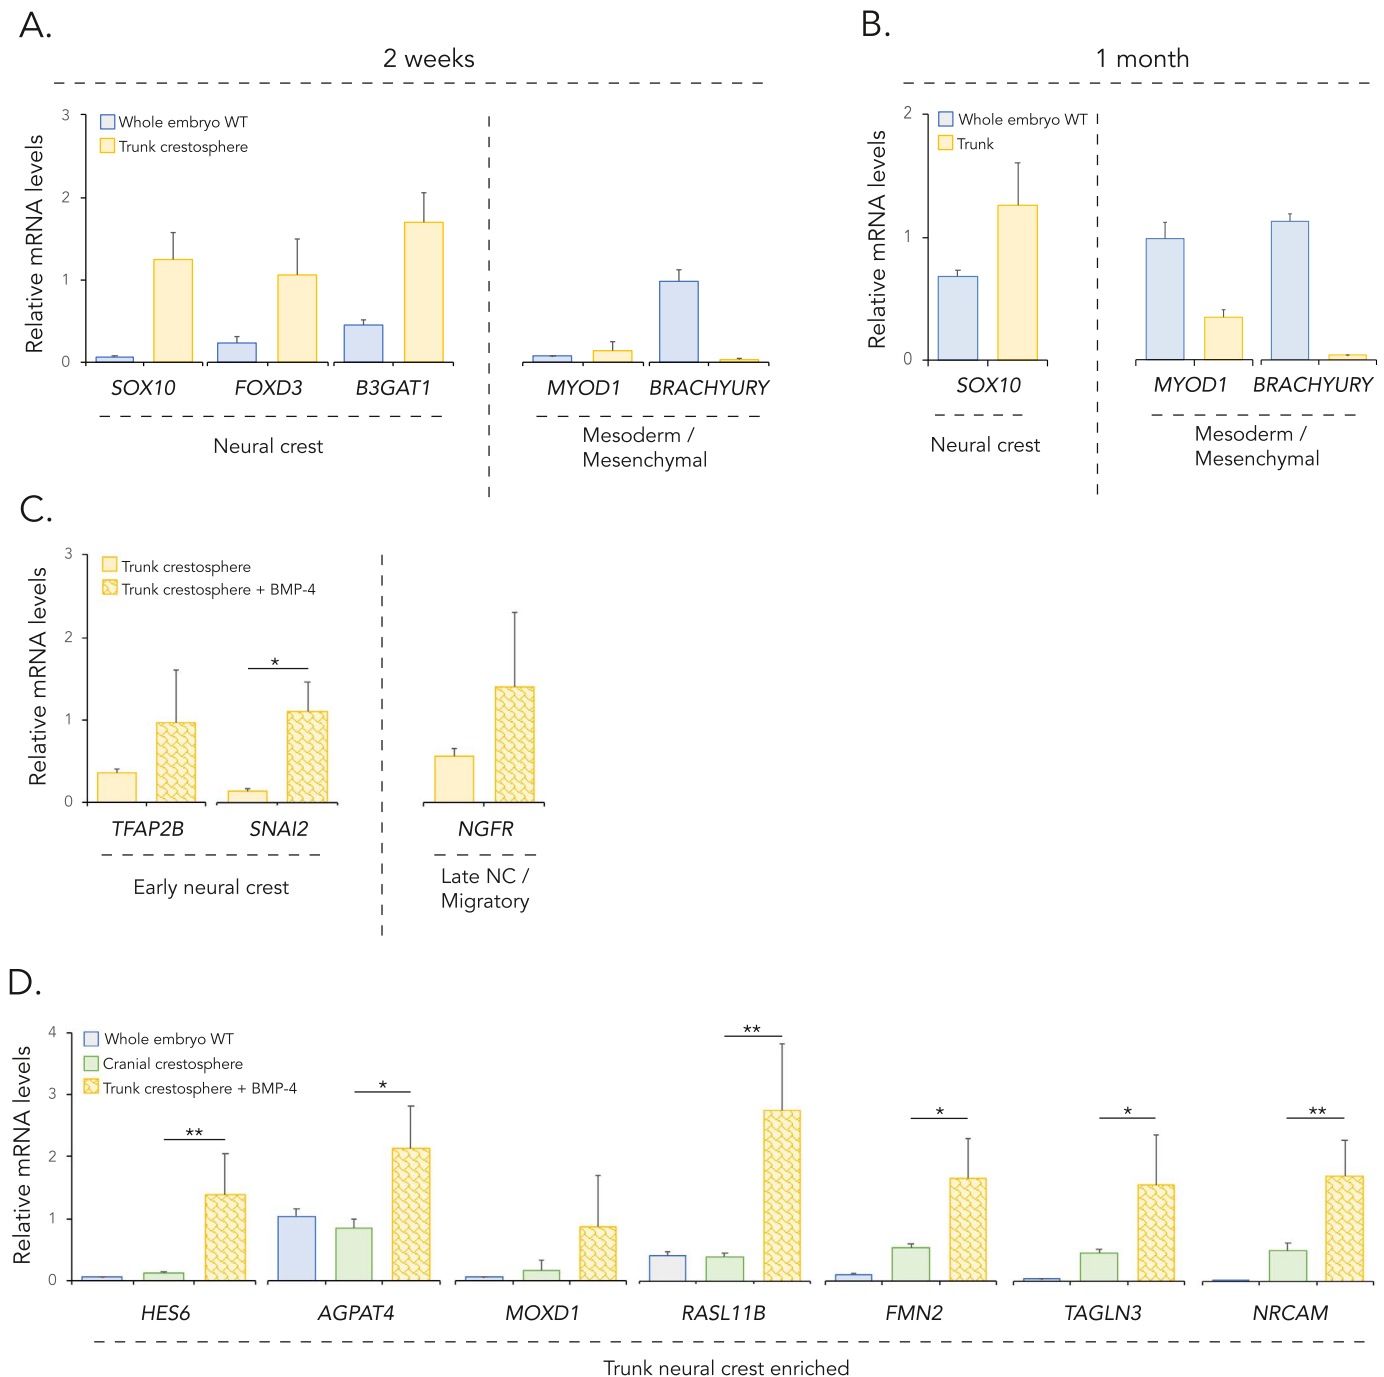 A.
2 weeks
3
2
1
0
Relative mRNA levels
Whole embryo WT
Trunk crestosphere
SOX10
FOXD3
B3GAT1
MYOD1
BRACHYURY
Neural crest
Mesoderm /
Mesenchymal
B.
1 month
2
1
0
Relative mRNA levels
Whole embryo WT
Trunk
SOX10
MYOD1
BRACHYURY
Neural crest
Mesoderm /
Mesenchymal
C.
3
2
1
0
Relative mRNA levels
Trunk crestosphere
Trunk crestosphere + BMP-4
*
TFAP2B
SNAI2
NGFR
Early neural crest
Late NC /
Migratory
D.
4
3
2
1
0
Relative mRNA levels
Whole embryo WT
Cranial crestosphere
Trunk crestosphere + BMP-4
**
*
**
*
*
**
HES6
AGPAT4
MOXD1
RASL11B
FMN2
TAGLN3
NRCAM
Trunk neural crest enriched